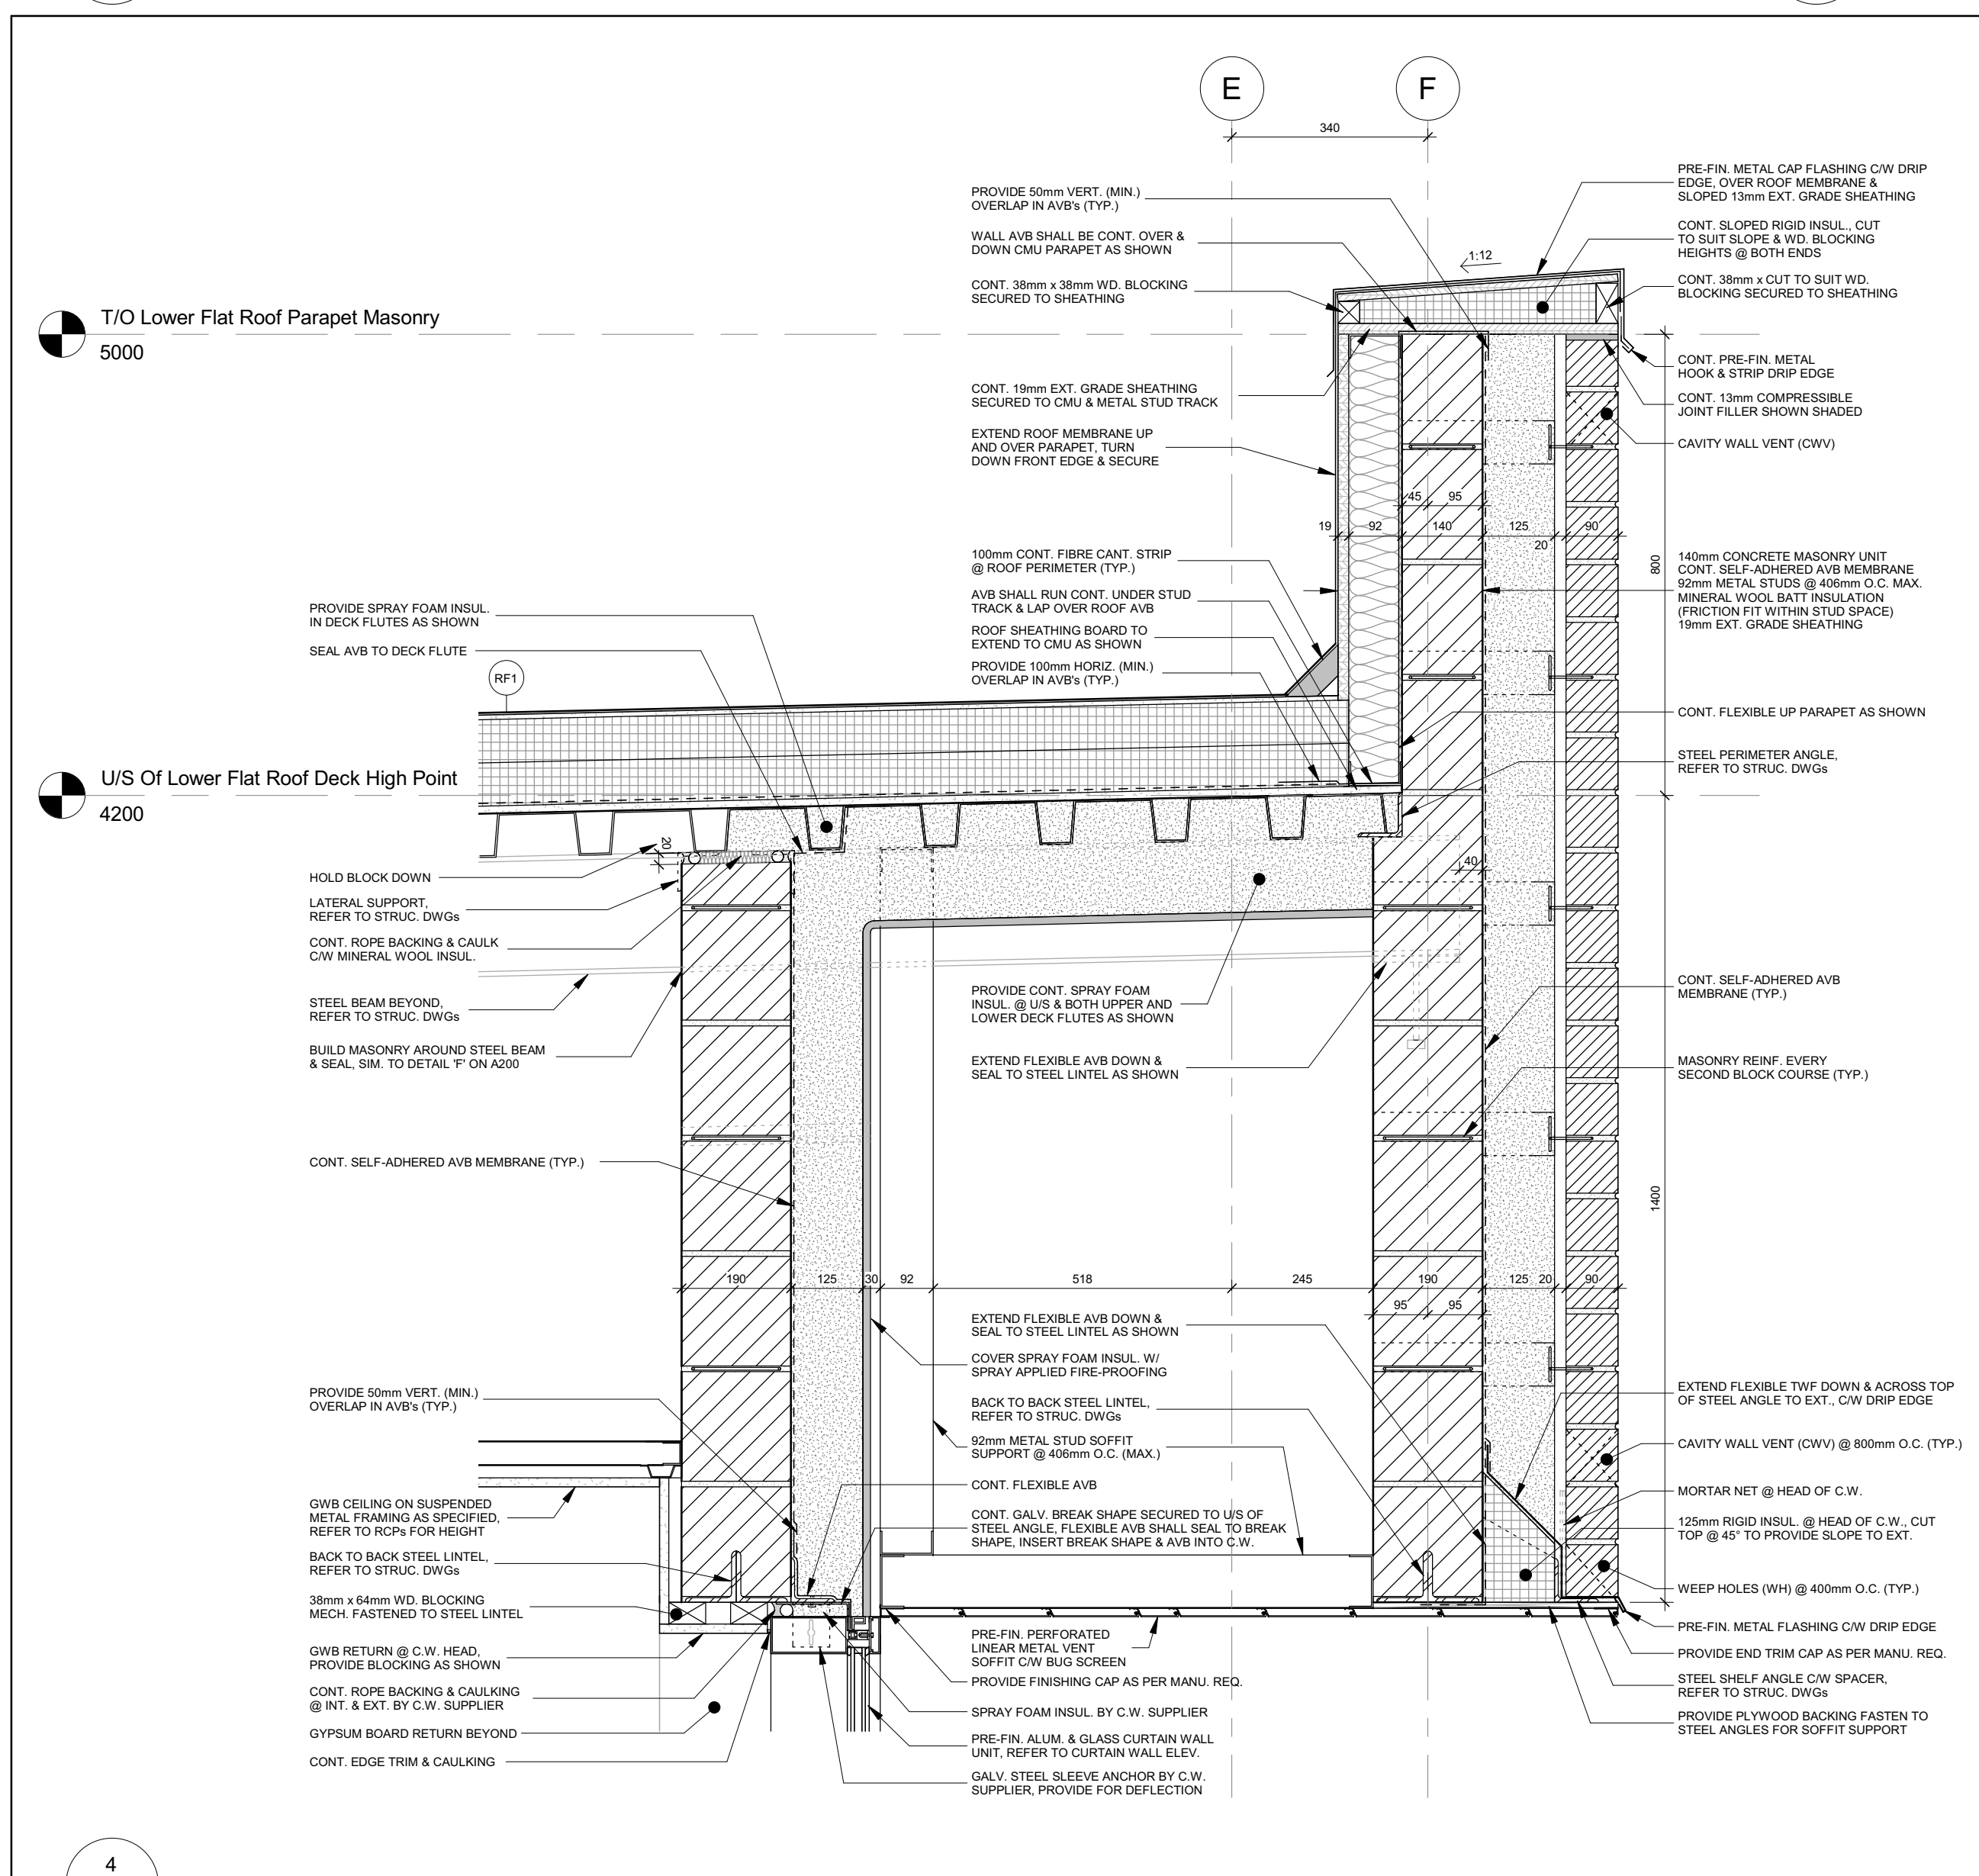 E
F
340
T/O Lower Flat Roof Parapet Masonry
5000
U/S Of Lower Flat Roof Deck High Point
4200
PROVIDE SPRAY FOAM INSUL.
IN DECK FLUTES AS SHOWN
SEAL AVB TO DECK FLUTE
RF1
20
HOLD BLOCK DOWN
LATERAL SUPPORT,
REFER TO STRUC. DWGs
CONT. ROPE BACKING & CAULK
C/W MINERAL WOOL INSUL.
STEEL BEAM BEYOND,
REFER TO STRUC. DWGs
BUILD MASONRY AROUND STEEL BEAM
& SEAL, SIM. TO DETAIL 'F' ON A200
CONT. SELF-ADHERED AVB MEMBRANE (TYP.)
PROVIDE 50mm VERT. (MIN.)
OVERLAP IN AVB's (TYP.)
GWB CEILING ON SUSPENDED
METAL FRAMING AS SPECIFIED,
REFER TO RCPs FOR HEIGHT
BACK TO BACK STEEL LINTEL,
REFER TO STRUC. DWGs
38mm x 64mm WD. BLOCKING
MECH. FASTENED TO STEEL LINTEL
GWB RETURN @ C.W. HEAD,
PROVIDE BLOCKING AS SHOWN
CONT. ROPE BACKING & CAULKING
@ INT. & EXT. BY C.W. SUPPLIER
GYPSUM BOARD RETURN BEYOND
CONT. EDGE TRIM & CAULKING
PROVIDE 50mm VERT. (MIN.)
OVERLAP IN AVB's (TYP.)
WALL AVB SHALL BE CONT. OVER &
DOWN CMU PARAPET AS SHOWN
CONT. 38mm x 38mm WD. BLOCKING
SECURED TO SHEATHING
CONT. 19mm EXT. GRADE SHEATHING
SECURED TO CMU & METAL STUD TRACK
EXTEND ROOF MEMBRANE UP
AND OVER PARAPET, TURN
DOWN FRONT EDGE & SECURE
100mm CONT. FIBRE CANT. STRIP
@ ROOF PERIMETER (TYP.)
AVB SHALL RUN CONT. UNDER STUD
TRACK & LAP OVER ROOF AVB
ROOF SHEATHING BOARD TO
EXTEND TO CMU AS SHOWN
PROVIDE 100mm HORIZ. (MIN.)
OVERLAP IN AVB's (TYP.)
1:12
45 95
19 92 140 125 20 90
800
40
PROVIDE CONT. SPRAY FOAM
INSUL. @ U/S & BOTH UPPER AND
LOWER DECK FLUTES AS SHOWN
EXTEND FLEXIBLE AVB DOWN &
SEAL TO STEEL LINTEL AS SHOWN
1400
190 125 30 92 518 245 190 125 20 90
95 95
EXTEND FLEXIBLE AVB DOWN &
SEAL TO STEEL LINTEL AS SHOWN
COVER SPRAY FOAM INSUL. W/
SPRAY APPLIED FIRE-PROOFING
BACK TO BACK STEEL LINTEL,
REFER TO STRUC. DWGs
92mm METAL STUD SOFFIT
SUPPORT @ 406mm O.C. (MAX.)
CONT. FLEXIBLE AVB
CONT. GALV. BREAK SHAPE SECURED TO U/S OF
STEEL ANGLE, FLEXIBLE AVB SHALL SEAL TO BREAK
SHAPE, INSERT BREAK SHAPE & AVB INTO C.W.
PRE-FIN. PERFORATED
LINEAR METAL VENT
SOFFIT C/W BUG SCREEN
PROVIDE FINISHING CAP AS PER MANU. REQ.
SPRAY FOAM INSUL. BY C.W. SUPPLIER
PRE-FIN. ALUM. & GLASS CURTAIN WALL
UNIT, REFER TO CURTAIN WALL ELEV.
GALV. STEEL SLEEVE ANCHOR BY C.W.
SUPPLIER, PROVIDE FOR DEFLECTION
PRE-FIN. METAL CAP FLASHING C/W DRIP
EDGE, OVER ROOF MEMBRANE &
SLOPED 13mm EXT. GRADE SHEATHING
CONT. SLOPED RIGID INSUL., CUT
TO SUIT SLOPE & WD. BLOCKING
HEIGHTS @ BOTH ENDS
CONT. 38mm x CUT TO SUIT WD.
BLOCKING SECURED TO SHEATHING
CONT. PRE-FIN. METAL
HOOK & STRIP DRIP EDGE
CONT. 13mm COMPRESSIBLE
JOINT FILLER SHOWN SHADED
CAVITY WALL VENT (CWV)
140mm CONCRETE MASONRY UNIT
CONT. SELF-ADHERED AVB MEMBRANE
92mm METAL STUDS @ 406mm O.C. MAX.
MINERAL WOOL BATT INSULATION
(FRICTION FIT WITHIN STUD SPACE)
19mm EXT. GRADE SHEATHING
CONT. FLEXIBLE UP PARAPET AS SHOWN
STEEL PERIMETER ANGLE,
REFER TO STRUC. DWGs
CONT. SELF-ADHERED AVB
MEMBRANE (TYP.)
MASONRY REINF. EVERY
SECOND BLOCK COURSE (TYP.)
EXTEND FLEXIBLE TWF DOWN & ACROSS TOP
OF STEEL ANGLE TO EXT., C/W DRIP EDGE
CAVITY WALL VENT (CWV) @ 800mm O.C. (TYP.)
MORTAR NET @ HEAD OF C.W.
125mm RIGID INSUL. @ HEAD OF C.W., CUT
TOP @ 45° TO PROVIDE SLOPE TO EXT.
WEEP HOLES (WH) @ 400mm O.C. (TYP.)
PRE-FIN. METAL FLASHING C/W DRIP EDGE
PROVIDE END TRIM CAP AS PER MANU. REQ.
STEEL SHELF ANGLE C/W SPACER,
REFER TO STRUC. DWGs
PROVIDE PLYWOOD BACKING FASTEN TO
STEEL ANGLES FOR SOFFIT SUPPORT
4